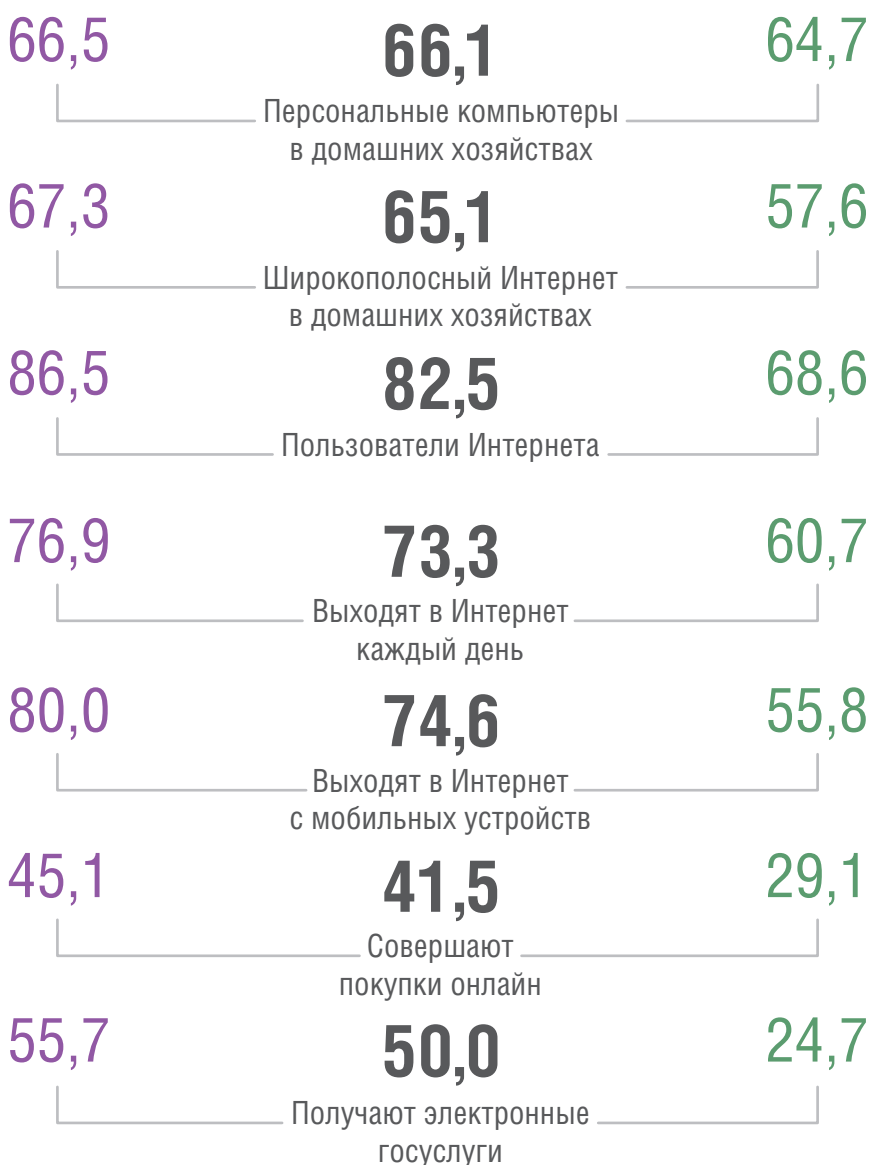 66,5 66,1 64,7
Персональные компьютеры
в домашних хозяйствах
67,3 65,1 57,6
Широкополосный Интернет
в домашних хозяйствах
86,5 82,5 68,6
Пользователи Интернета
76,9 73,3 60,7
Выходят в Интернет
каждый день
80,0 74,6 55,8
Выходят в Интернет
с мобильных устройств
45,1 41,5 29,1
Совершают
покупки онлайн
55,7 50,0 24,7
Получают электронные
госуслуги